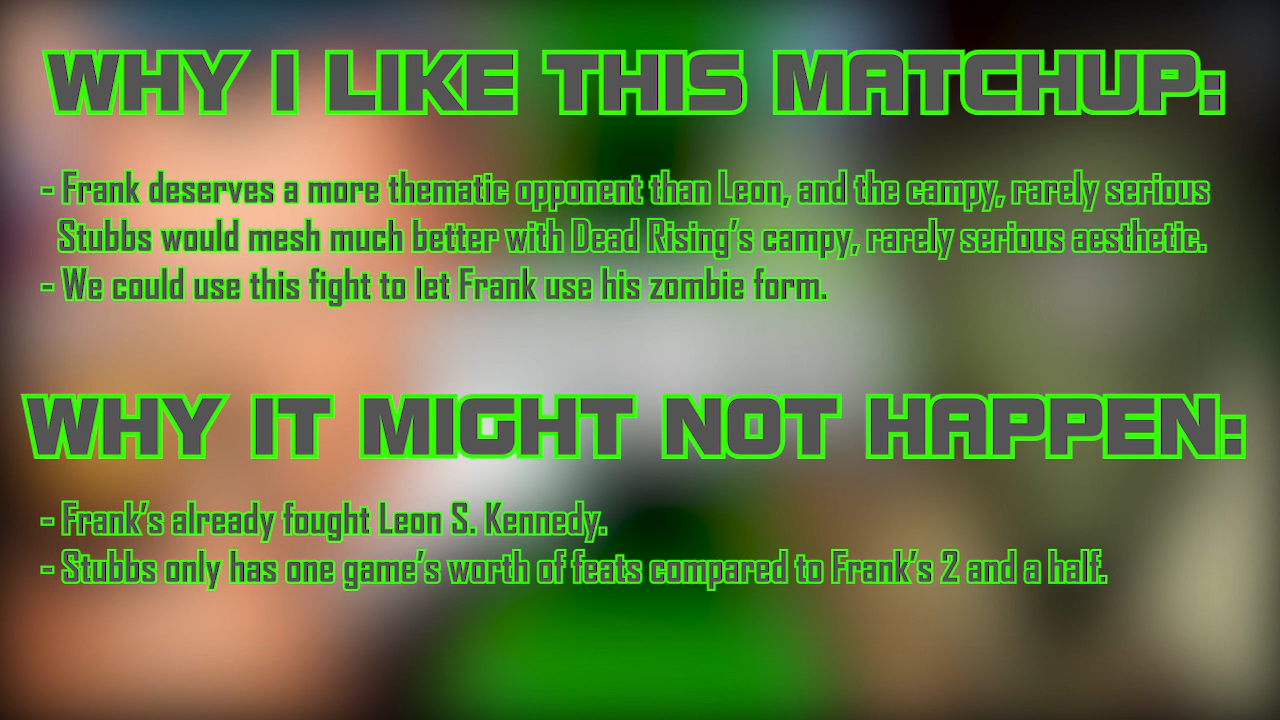 WHY I LIKE THIS MATCHUP:
- Frank deserves a more thematic opponent than Leon, and the campy, rarely serious
Stubbs would mesh much better with Dead Rising's campy, rarely serious aesthetic.
- We could use this fight to let Frank use his zombie form.
WHY IT MIGHT NOT HAPPEN:
- Frank's already fought Leon S. Kennedy.
- Stubbs only has one game's worth of feats compared to Frank's 2 and a half.